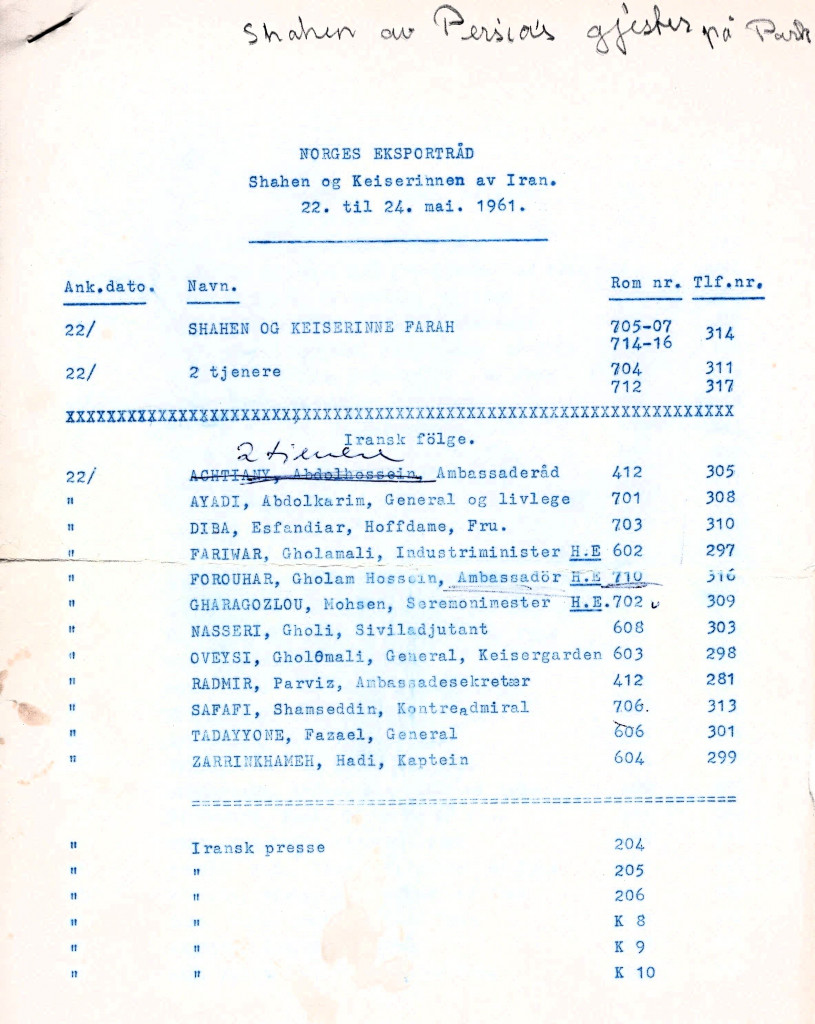 Shahen av Persias gjester på Park
NORGES EKSPORTRÅD
Shahen og Keiserinnen av Iran.
22. til 24. mai. 1961.
Ank.dato. Navn. Rom nr. Tlf.nr.
22/ SHAHEN OG KEISERINNE FARAH 705-07 314
714-16
22/ 2 tjenere 704 311
712 317
XXXXXXXXXXXXXXXXXXXXXXXXXXXXXXXXXXXXXXXXXXXXXXXXXXXXXXXXXXXXXXXXX
Iransk fölge.
2 tjenere
22/ ACHTIANY, Abdolhossein, Ambassaderåd 412 305
" AYADI, Abdolkarim, General og livlege 701 308
" DIBA, Esfandiar, Hoffdame, Fru. 703 310
" FARIWAR, Gholamali, Industriminister H.E 602 297
" FOROUHAR, Gholam Hossein, Ambassadör H.E 710 316
" GHARAGOZLOU, Mohsen, Seremonimester H.E. 702 309
" NASSERI, Gholi, Siviladjutant 608 303
" OVEYSI, Gholθmali, General, Keisergarden 603 298
" RADMIR, Parviz, Ambassadesekretær 412 281
" SAFAFI, Shamseddin, Kontreadmiral 706. 313
" TADAYYONE, Fazael, General 606 301
" ZARRINKHAMEH, Hadi, Kaptein 604 299
===============================================================
" Iransk presse 204
" " 205
" " 206
" " K 8
" " K 9
" " K 10